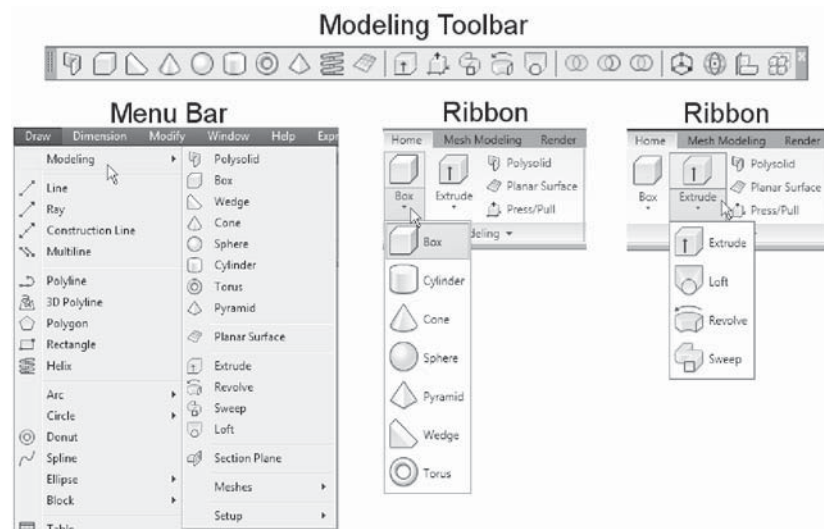 Modeling Toolbar
Menu Bar
Draw Dimension Modify Window Help Expr
Modeling
Line
Ray
Construction Line
Multiline
Polyline
3D Polyline
Polygon
Rectangle
Helix
Arc
Circle
Donut
Spline
Ellipse
Block
Table
Polysolid
Box
Wedge
Cone
Sphere
Cylinder
Torus
Pyramid
Planar Surface
Extrude
Revolve
Sweep
Loft
Section Plane
Meshes
Setup
Ribbon
Home Mesh Modeling Render
Box
Extrude
Polysolid
Planar Surface
Press/Pull
deling
Box
Cylinder
Cone
Sphere
Pyramid
Wedge
Torus
Ribbon
Home Mesh Modeling Render
Box
Extrude
Polysolid
Planar Surface
Press/Pull
Extrude
Loft
Revolve
Sweep